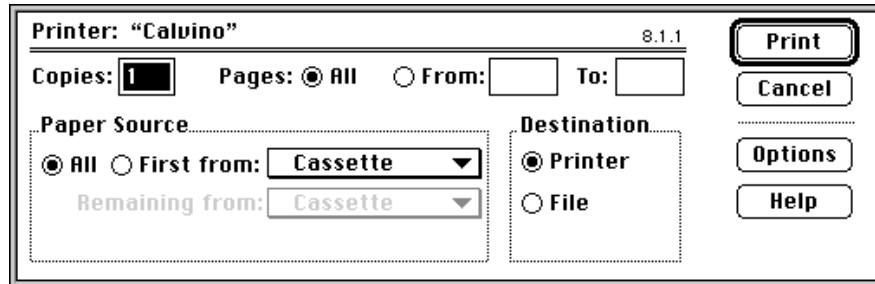 Printer: “Calvino” 8.1.1 Print
Copies: 1 Pages: All From: To: Cancel
Paper Source Destination
All First from: Cassette Printer Options
Remaining from: Cassette File Help